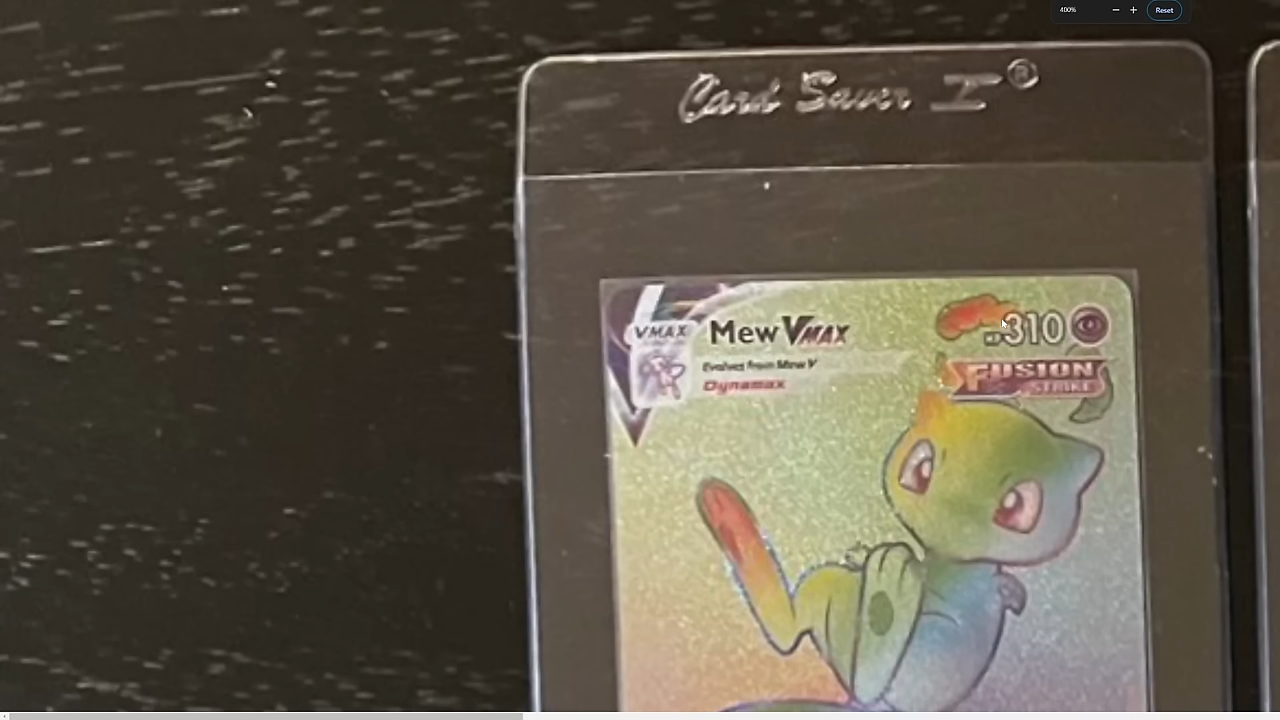 400%
Reset
Card Saver I®
VMAX Mew VMAX 310
Evolves from Mew V
Dynamax
FUSION
STRIKE